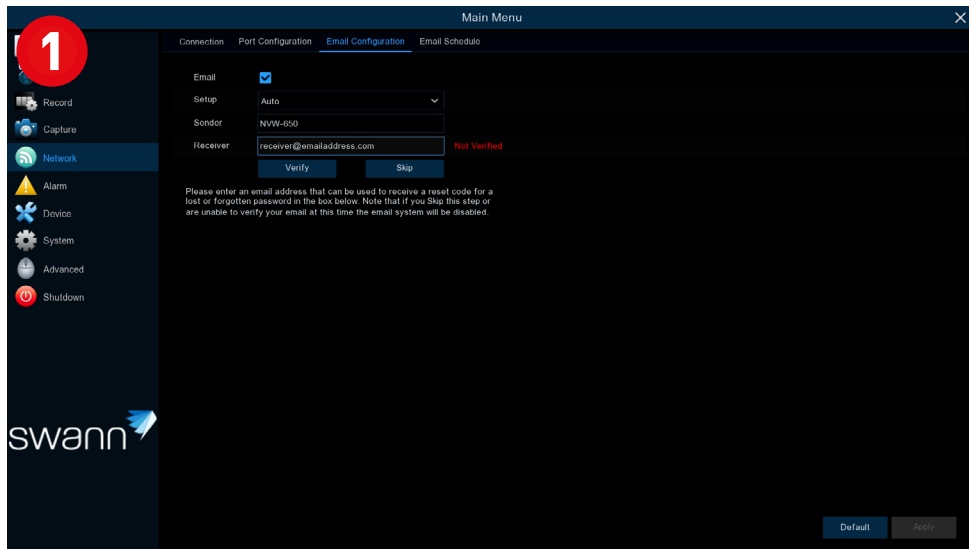 Main Menu
1
Connection Port Configuration Email Configuration Email Schedule
Email
Setup Auto
Sender NVW-650
Receiver receiver@emailaddress.com Not Verified
Verify Skip
Please enter an email address that can be used to receive a reset code for a
lost or forgotten password in the box below. Note that if you Skip this step or
are unable to verify your email at this time the email system will be disabled.
Record
Capture
Network
Alarm
Device
System
Advanced
Shutdown
swann
Default Apply